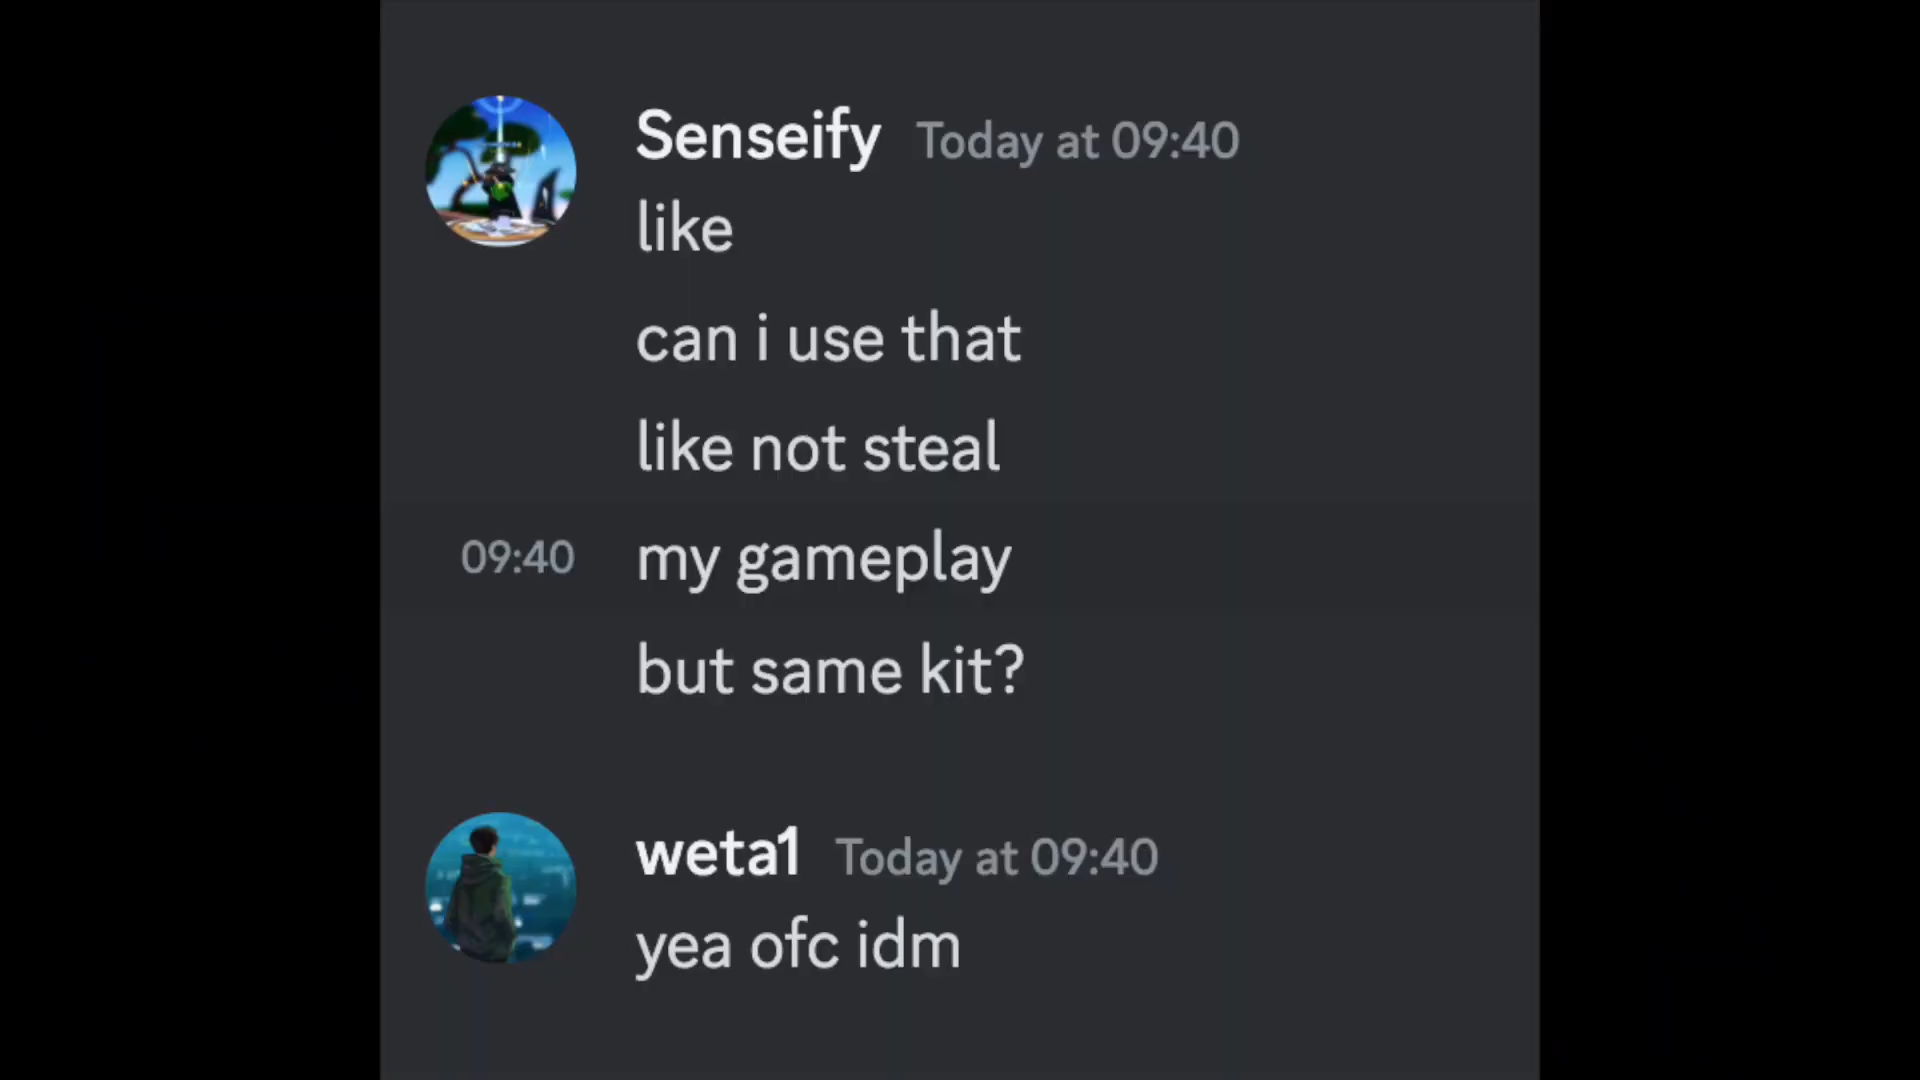 Senseify Today at 09:40
like
can i use that
like not steal
09:40 my gameplay
but same kit?
weta1 Today at 09:40
yea ofc idm